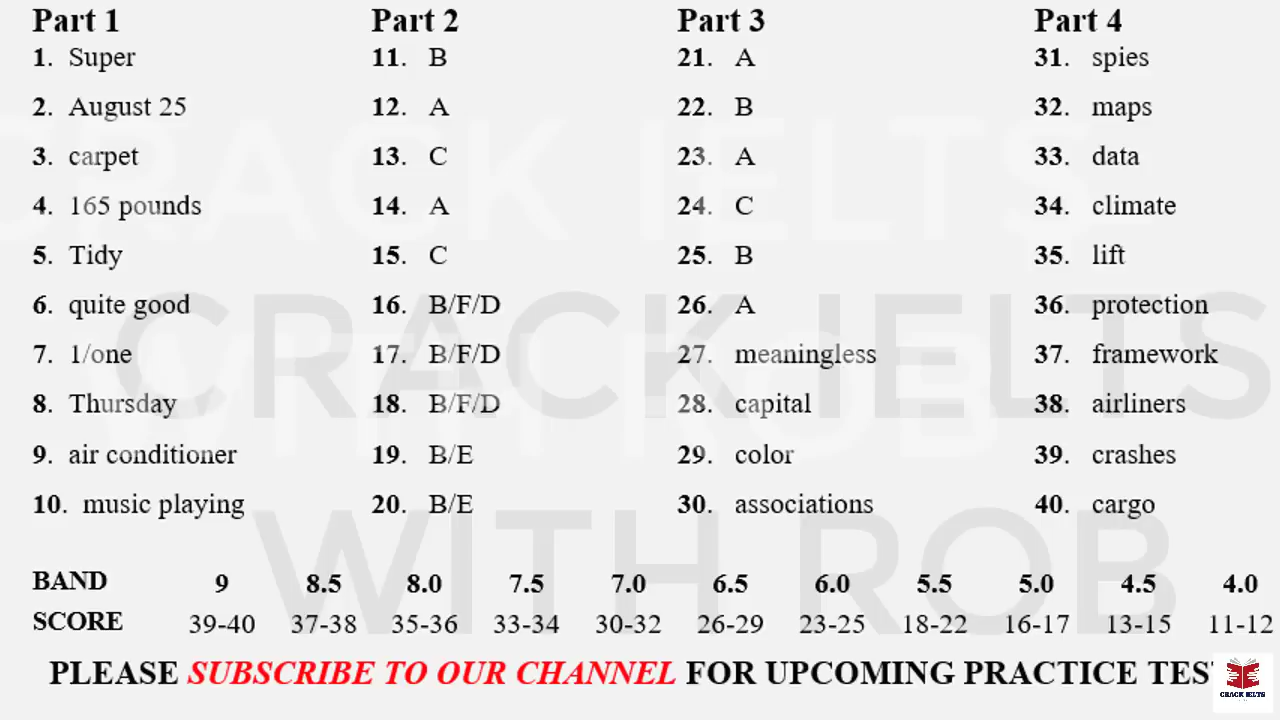 Part 1 Part 2 Part 3 Part 4
1. Super 11. B 21. A 31. spies
2. August 25 12. A 22. B 32. maps
3. carpet 13. C 23. A 33. data
4. 165 pounds 14. A 24. C 34. climate
5. Tidy 15. C 25. B 35. lift
6. quite good 16. B/F/D 26. A 36. protection
7. 1/one 17. B/F/D 27. meaningless 37. framework
8. Thursday 18. B/F/D 28. capital 38. airliners
9. air conditioner 19. B/E 29. color 39. crashes
10. music playing 20. B/E 30. associations 40. cargo
BAND 9 8.5 8.0 7.5 7.0 6.5 6.0 5.5 5.0 4.5 4.0
SCORE 39-40 37-38 35-36 33-34 30-32 26-29 23-25 18-22 16-17 13-15 11-12
PLEASE SUBSCRIBE TO OUR CHANNEL FOR UPCOMING PRACTICE TES
CRACK IELTS
CRACK IELTS
WITH ROB
CRACK IELTS
WITH ROB